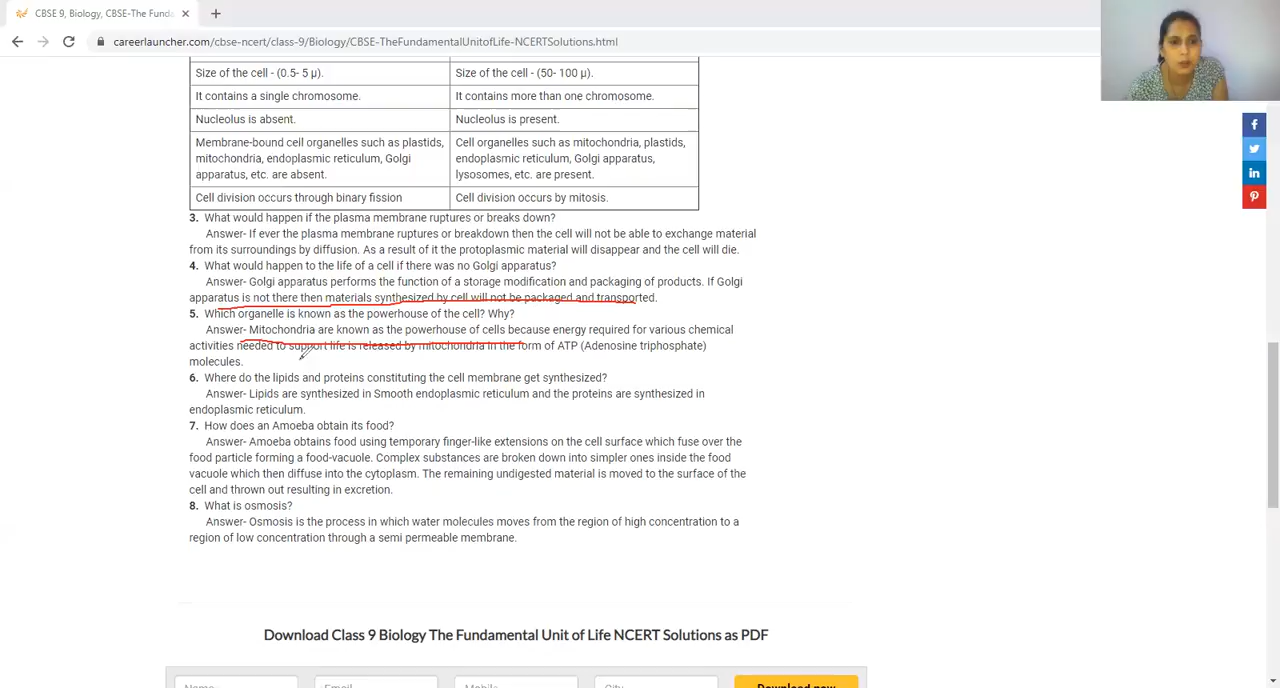 CBSE 9, Biology, CBSE-The Funda
careerlauncher.com/cbse-ncert/class-9/Biology/CBSE-TheFundamentalUnitofLife-NCERTSolutions.html
Size of the cell - (0.5- 5 µ). Size of the cell - (50- 100 µ).
It contains a single chromosome. It contains more than one chromosome.
Nucleolus is absent. Nucleolus is present.
Membrane-bound cell organelles such as plastids, Cell organelles such as mitochondria, plastids,
mitochondria, endoplasmic reticulum, Golgi endoplasmic reticulum, Golgi apparatus,
apparatus, etc. are absent. lysosomes, etc. are present.
Cell division occurs through binary fission Cell division occurs by mitosis.
3. What would happen if the plasma membrane ruptures or breaks down?
Answer- If ever the plasma membrane ruptures or breakdown then the cell will not be able to exchange material
from its surroundings by diffusion. As a result of it the protoplasmic material will disappear and the cell will die.
4. What would happen to the life of a cell if there was no Golgi apparatus?
Answer- Golgi apparatus performs the function of a storage modification and packaging of products. If Golgi
apparatus is not there then materials synthesized by cell will not be packaged and transported.
5. Which organelle is known as the powerhouse of the cell? Why?
Answer- Mitochondria are known as the powerhouse of cells because energy required for various chemical
activities needed to support life is released by mitochondria in the form of ATP (Adenosine triphosphate)
molecules.
6. Where do the lipids and proteins constituting the cell membrane get synthesized?
Answer- Lipids are synthesized in Smooth endoplasmic reticulum and the proteins are synthesized in
endoplasmic reticulum.
7. How does an Amoeba obtain its food?
Answer- Amoeba obtains food using temporary finger-like extensions on the cell surface which fuse over the
food particle forming a food-vacuole. Complex substances are broken down into simpler ones inside the food
vacuole which then diffuse into the cytoplasm. The remaining undigested material is moved to the surface of the
cell and thrown out resulting in excretion.
8. What is osmosis?
Answer- Osmosis is the process in which water molecules moves from the region of high concentration to a
region of low concentration through a semi permeable membrane.
Download Class 9 Biology The Fundamental Unit of Life NCERT Solutions as PDF
Name Email Mobile City Download now